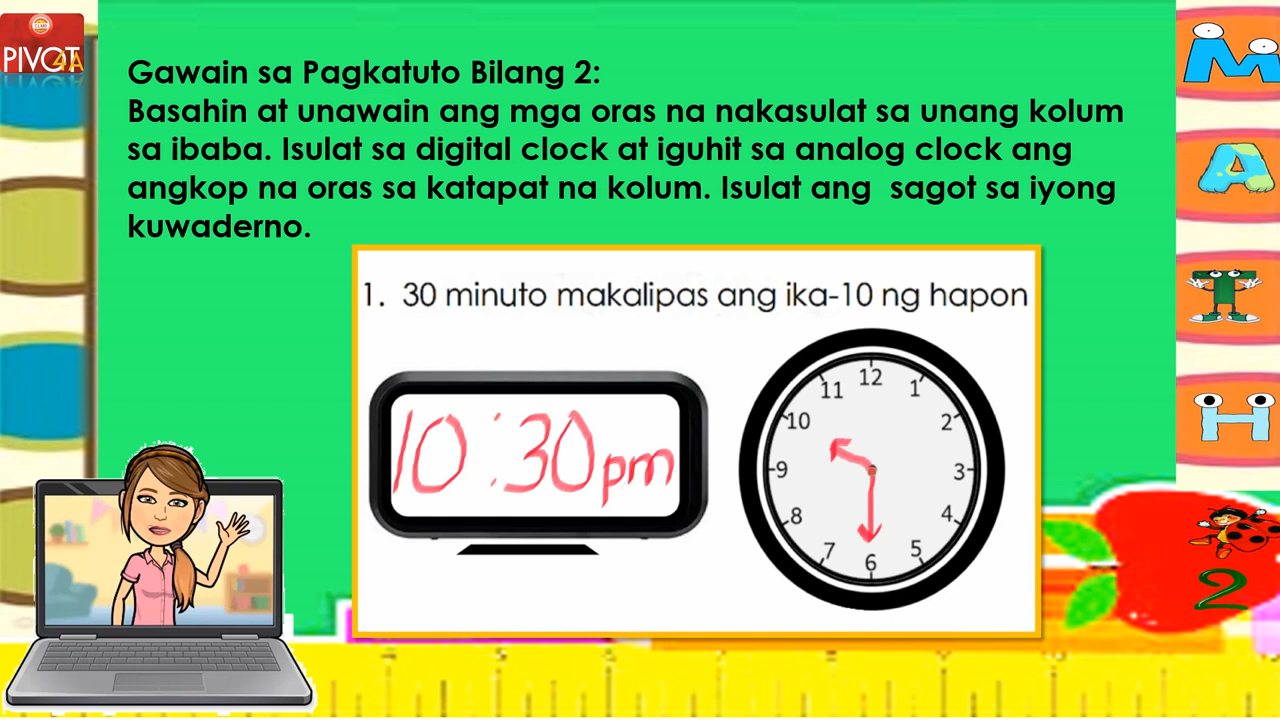 PIVOT 4A
Gawain sa Pagkatuto Bilang 2:
Basahin at unawain ang mga oras na nakasulat sa unang kolum
sa ibaba. Isulat sa digital clock at iguhit sa analog clock ang
angkop na oras sa katapat na kolum. Isulat ang sagot sa iyong
kuwaderno.
1. 30 minuto makalipas ang ika-10 ng hapon
10:30pm
12
1
2
3
4
5
6
7
8
9
10
11
M
A
T
H
2